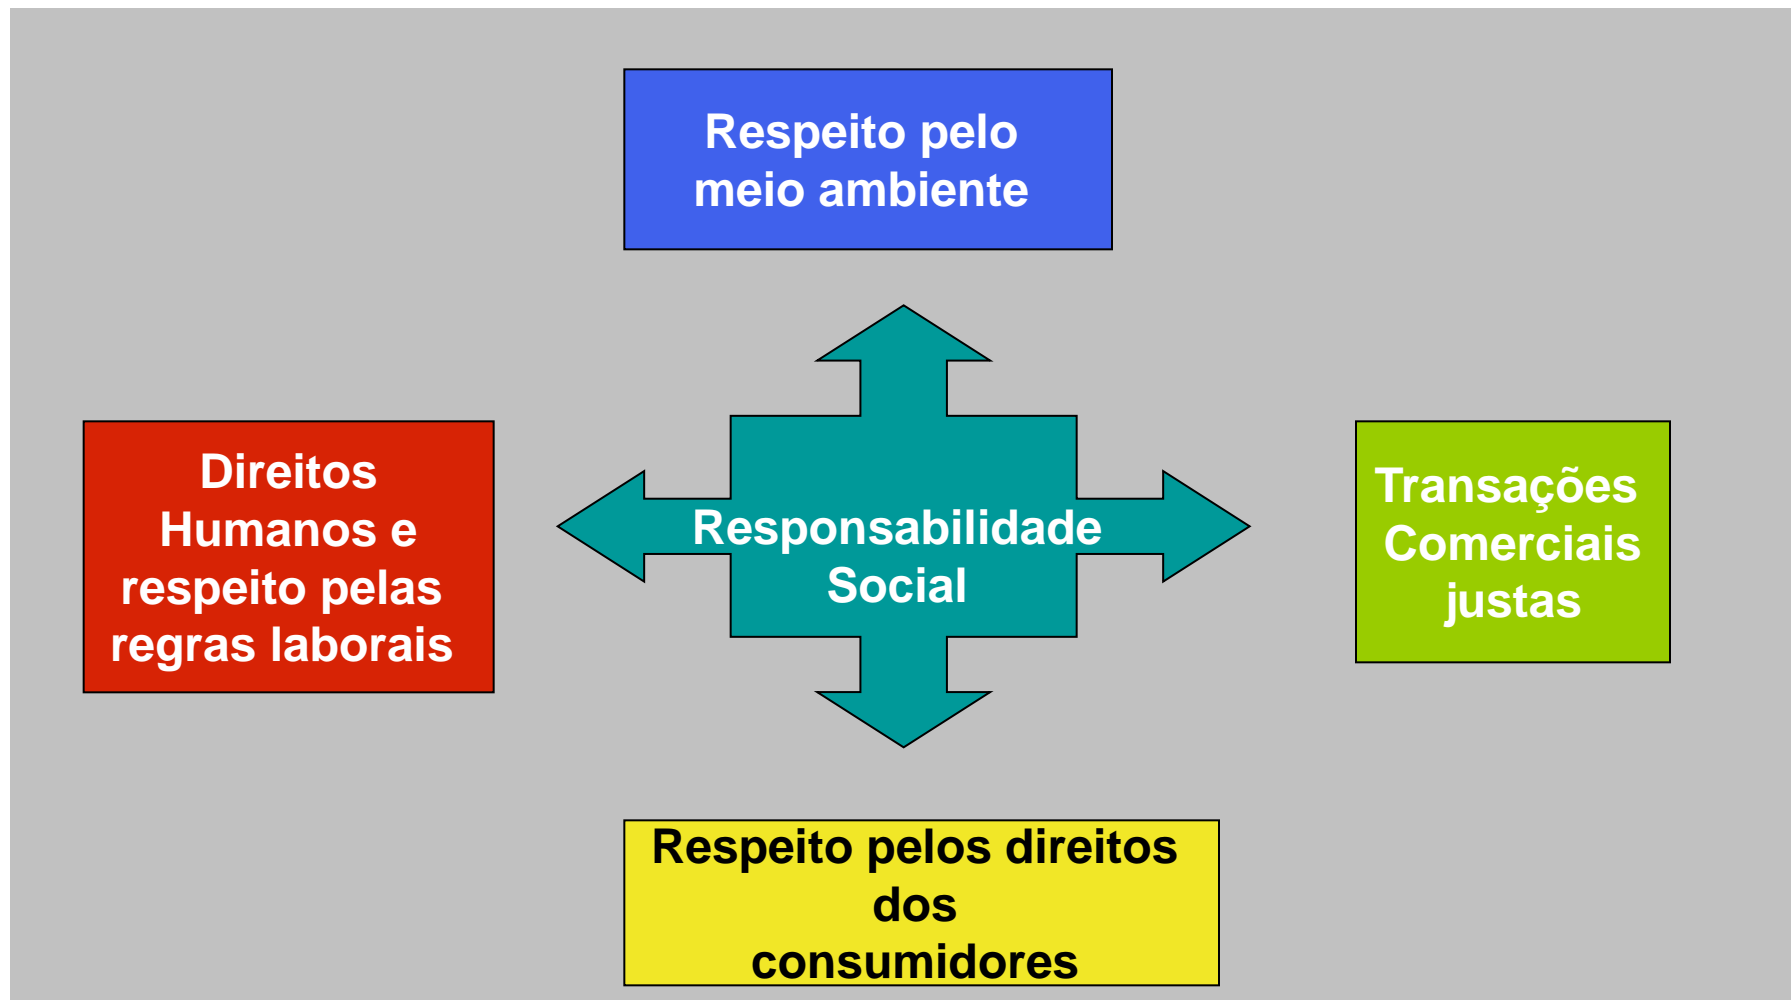 Respeito pelo
meio ambiente
Direitos
Humanos e
respeito pelas
regras laborais
Responsabilidade
Social
Transações
Comerciais
justas
Respeito pelos direitos
dos
consumidores